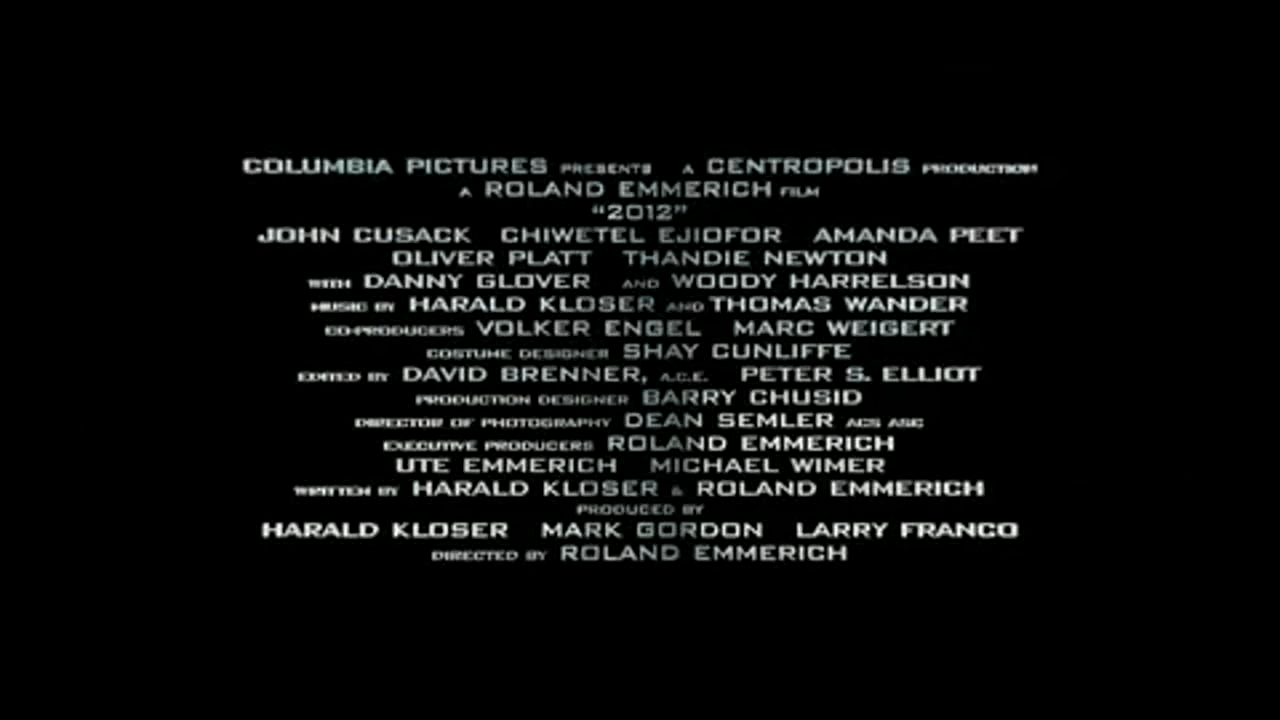 COLUMBIA PICTURES PRESENTS A CENTROPOLIS PRODUCTION
A ROLAND EMMERICH FILM
“2012”
JOHN CUSACK CHIWETEL EJIOFOR AMANDA PEET
OLIVER PLATT THANDIE NEWTON
WITH DANNY GLOVER AND WOODY HARRELSON
MUSIC BY HARALD KLOSER AND THOMAS WANDER
CO-PRODUCERS VOLKER ENGEL MARC WEIGERT
COSTUME DESIGNER SHAY CUNLIFFE
EDITED BY DAVID BRENNER, A.C.E. PETER S. ELLIOT
PRODUCTION DESIGNER BARRY CHUSID
DIRECTOR OF PHOTOGRAPHY DEAN SEMLER ACS ASC
EXECUTIVE PRODUCERS ROLAND EMMERICH
UTE EMMERICH MICHAEL WIMER
WRITTEN BY HARALD KLOSER & ROLAND EMMERICH
PRODUCED BY
HARALD KLOSER MARK GORDON LARRY FRANCO
DIRECTED BY ROLAND EMMERICH